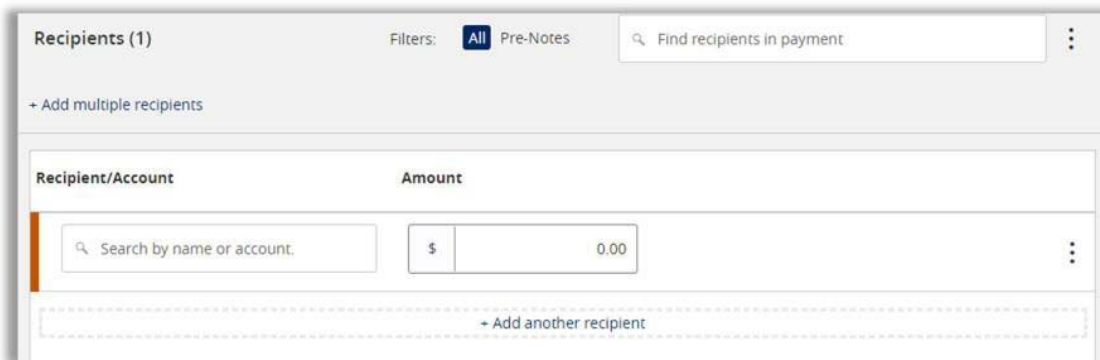 Recipients (1) Filters: All Pre-Notes Find recipients in payment
+ Add multiple recipients
Recipient/Account Amount
Search by name or account. $ 0.00
+ Add another recipient